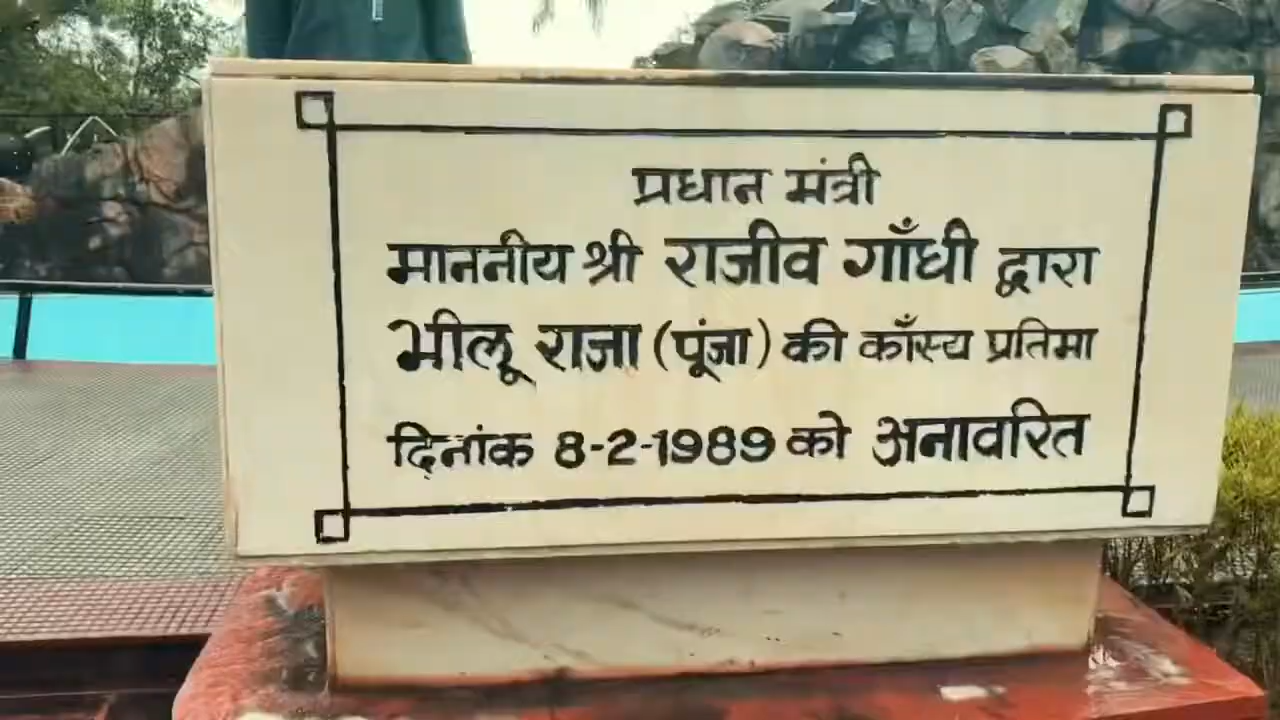 प्रधान मंत्री
माननीय श्री राजीव गाँधी द्वारा
भीलू राजा (पूंजा) की काँस्य प्रतिमा
दिनांक 8-2-1989 को अनावरित